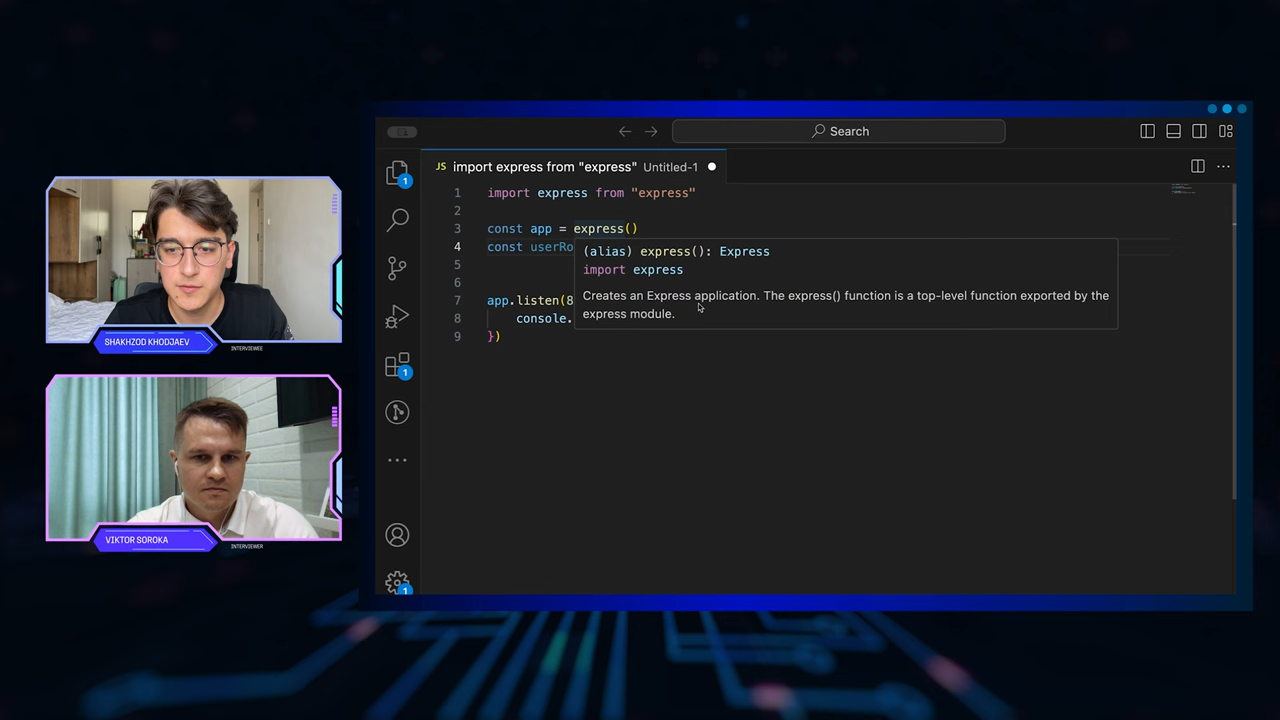 SHAKHZOD KHODJAEV
INTERVIEWEE
VIKTOR SOROKA
INTERVIEWER
Search
JS import express from "express" Untitled-1
1 import express from "express"
2
3 const app = express()
4 const userRo
5
6
7 app.listen(8
8 console.
9 })
(alias) express(): Express
import express
Creates an Express application. The express() function is a top-level function exported by the
express module.
1
1
1